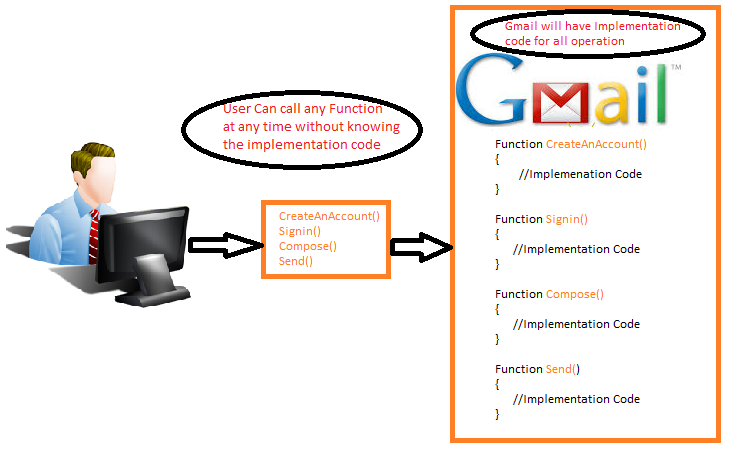 User Can call any Function
at any time without knowing
the implementation code
CreateAnAccount()
Signin()
Compose()
Send()
Gmail will have Implementation
code for all operation
Gmail™
Function CreateAnAccount()
{
//Implemenation Code
}
Function Signin()
{
//Implementation Code
}
Function Compose()
{
//Implementation Code
}
Function Send()
{
//Implementation Code
}